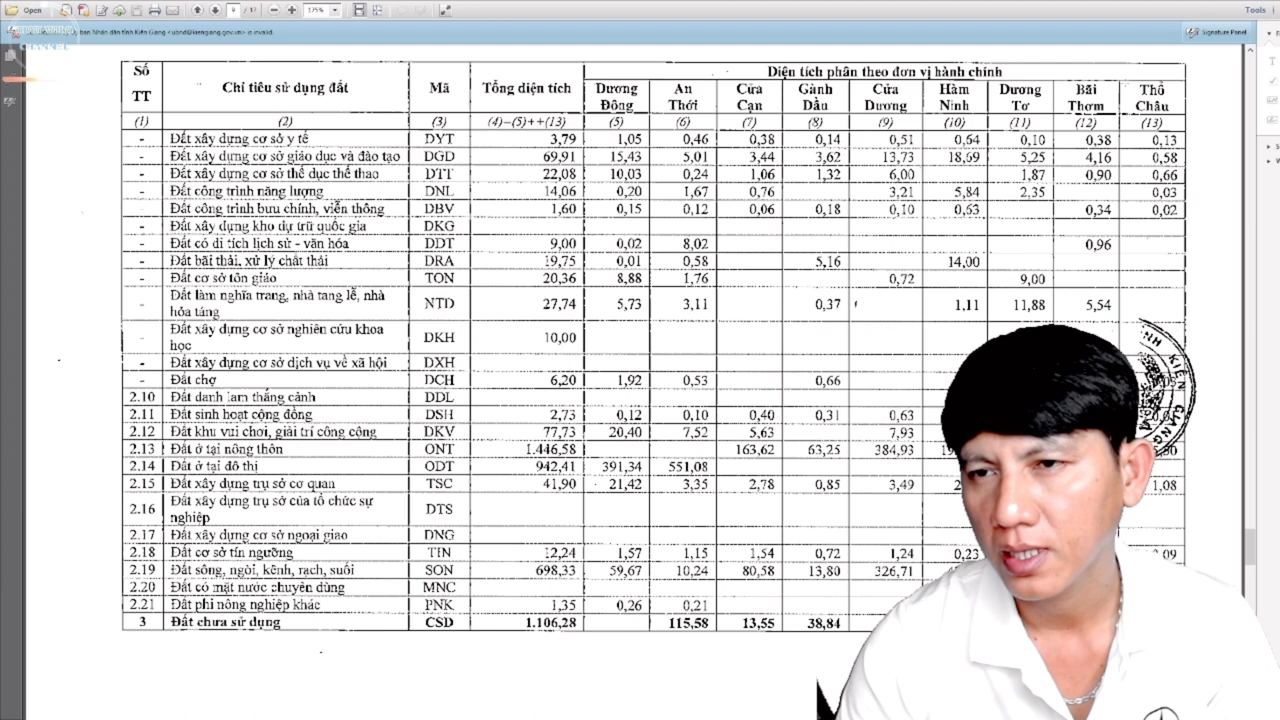 Open
9 / 17
175%
Tools
Ủy ban Nhân dân tỉnh Kiên Giang <ubnd@kiengiang.gov.vn> is invalid.
Signature Panel
CHANNEL
Số TT Chỉ tiêu sử dụng đất Mã Tổng diện tích Diện tích phân theo đơn vị hành chính
Dương Đông An Thới Cửa Cạn Gành Dầu Cửa Dương Hàm Ninh Dương Tơ Bãi Thơm Thổ Châu
(1) (2) (3) (4)=(5)++(13) (5) (6) (7) (8) (9) (10) (11) (12) (13)
- Đất xây dựng cơ sở y tế DYT 3,79 1,05 0,46 0,38 0,14 0,51 0,64 0,10 0,38 0,13
- Đất xây dựng cơ sở giáo dục và đào tạo DGD 69,91 15,43 5,01 3,44 3,62 13,73 18,69 5,25 4,16 0,58
- Đất xây dựng cơ sở thể dục thể thao DTT 22,08 10,03 0,24 1,06 1,32 6,00 1,87 0,90 0,66
- Đất công trình năng lượng DNL 14,06 0,20 1,67 0,76 3,21 5,84 2,35 0,03
- Đất công trình bưu chính, viễn thông DBV 1,60 0,15 0,12 0,06 0,18 0,10 0,63 0,34 0,02
Đất xây dựng kho dự trữ quốc gia DKG
- Đất có di tích lịch sử - văn hóa DDT 9,00 0,02 8,02 0,96
- Đất bãi thải, xử lý chất thải DRA 19,75 0,01 0,58 5,16 14,00
- Đất cơ sở tôn giáo TON 20,36 8,88 1,76 0,72 9,00
- Đất làm nghĩa trang, nhà tang lễ, nhà
hỏa táng NTD 27,74 5,73 3,11 0,37 1,11 11,88 5,54
- Đất xây dựng cơ sở nghiên cứu khoa
học DKH 10,00
- Đất xây dựng cơ sở dịch vụ về xã hội DXH
- Đất chợ DCH 6,20 1,92 0,53 0,66
2.10 Đất danh lam thắng cảnh DDL
2.11 Đất sinh hoạt cộng đồng DSH 2,73 0,12 0,10 0,40 0,31 0,63
2.12 Đất khu vui chơi, giải trí công cộng DKV 77,73 20,40 7,52 5,63 7,93
2.13 Đất ở tại nông thôn ONT 1.446,58 163,62 63,25 384,93
2.14 Đất ở tại đô thị ODT 942,41 391,34 551,08
2.15 Đất xây dựng trụ sở cơ quan TSC 41,90 21,42 3,35 2,78 0,85 3,49 1,08
2.16 Đất xây dựng trụ sở của tổ chức sự
nghiệp DTS
2.17 Đất xây dựng cơ sở ngoại giao DNG
2.18 Đất cơ sở tín ngưỡng TIN 12,24 1,57 1,15 1,54 0,72 1,24 0,23
2.19 Đất sông, ngòi, kênh, rạch, suối SON 698,33 59,67 10,24 80,58 13,80 326,71
2.20 Đất có mặt nước chuyên dùng MNC
2.21 Đất phi nông nghiệp khác PNK 1,35 0,26 0,21
3 Đất chưa sử dụng CSD 1.106,28 115,58 13,55 38,84
KIÊN GIANG